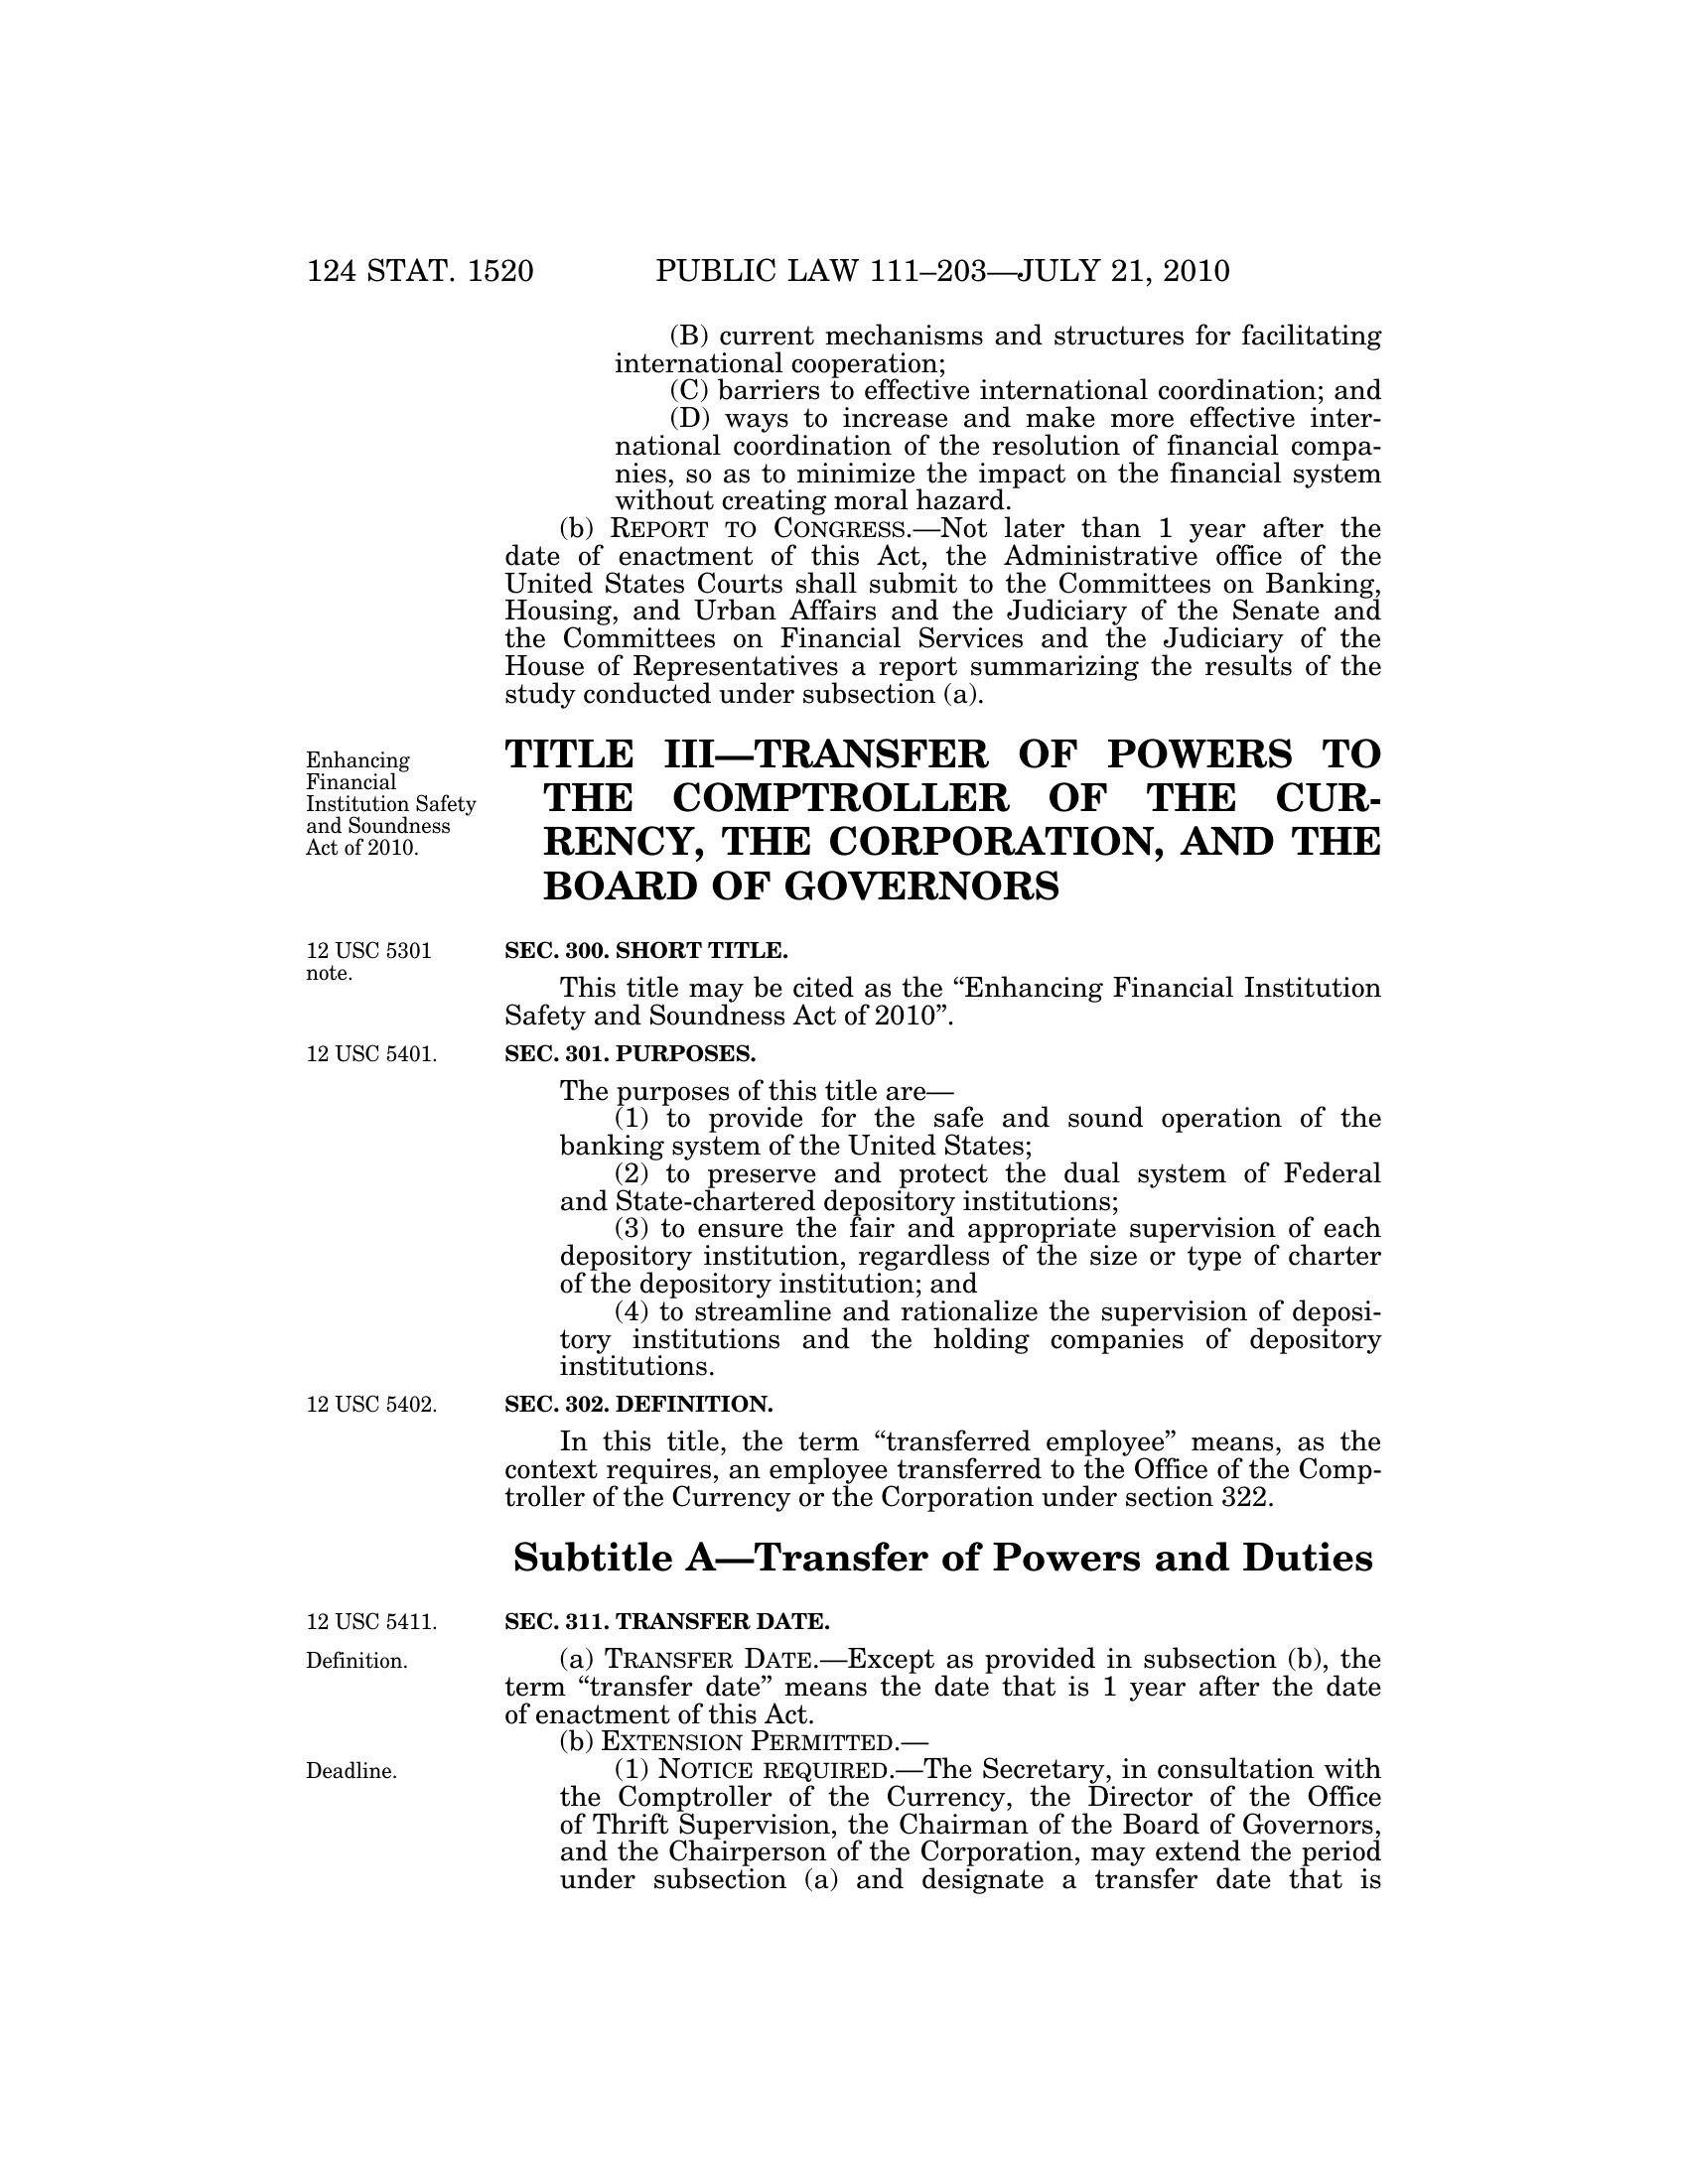 124 STAT. 1520 PUBLIC LAW 111–203—JULY 21, 2010
(B) current mechanisms and structures for facilitating
international cooperation;
(C) barriers to effective international coordination; and
(D) ways to increase and make more effective inter-
national coordination of the resolution of financial compa-
nies, so as to minimize the impact on the financial system
without creating moral hazard.
(b) REPORT TO CONGRESS.—Not later than 1 year after the
date of enactment of this Act, the Administrative office of the
United States Courts shall submit to the Committees on Banking,
Housing, and Urban Affairs and the Judiciary of the Senate and
the Committees on Financial Services and the Judiciary of the
House of Representatives a report summarizing the results of the
study conducted under subsection (a).
Enhancing
Financial
Institution Safety
and Soundness
Act of 2010.
TITLE III—TRANSFER OF POWERS TO
THE COMPTROLLER OF THE CUR-
RENCY, THE CORPORATION, AND THE
BOARD OF GOVERNORS
12 USC 5301
note.
SEC. 300. SHORT TITLE.
This title may be cited as the “Enhancing Financial Institution
Safety and Soundness Act of 2010”.
12 USC 5401.
SEC. 301. PURPOSES.
The purposes of this title are—
(1) to provide for the safe and sound operation of the
banking system of the United States;
(2) to preserve and protect the dual system of Federal
and State-chartered depository institutions;
(3) to ensure the fair and appropriate supervision of each
depository institution, regardless of the size or type of charter
of the depository institution; and
(4) to streamline and rationalize the supervision of deposi-
tory institutions and the holding companies of depository
institutions.
12 USC 5402.
SEC. 302. DEFINITION.
In this title, the term “transferred employee” means, as the
context requires, an employee transferred to the Office of the Comp-
troller of the Currency or the Corporation under section 322.
Subtitle A—Transfer of Powers and Duties
12 USC 5411.
SEC. 311. TRANSFER DATE.
Definition.
(a) TRANSFER DATE.—Except as provided in subsection (b), the
term “transfer date” means the date that is 1 year after the date
of enactment of this Act.
(b) EXTENSION PERMITTED.—
Deadline.
(1) NOTICE REQUIRED.—The Secretary, in consultation with
the Comptroller of the Currency, the Director of the Office
of Thrift Supervision, the Chairman of the Board of Governors,
and the Chairperson of the Corporation, may extend the period
under subsection (a) and designate a transfer date that is